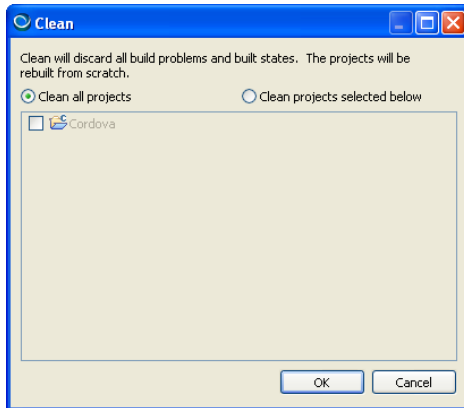 Clean
Clean will discard all build problems and built states. The projects will be
rebuilt from scratch.
Clean all projects
Clean projects selected below
Cordova
OK
Cancel